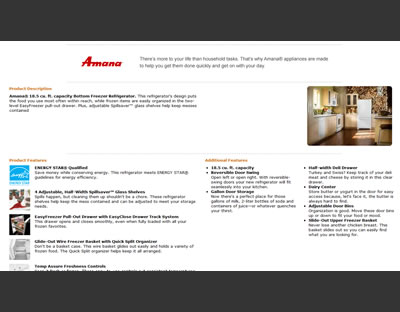 Amana
There's more to your life than household tasks. That's why Amana® appliances are made
to help you get them done quickly and get on with your day.
Product Description
Amana® 18.5 cu. ft. capacity Bottom Freezer Refrigerator. This refrigerator's design puts
the food you use most often within reach, while frozen items are easily organized in the two-
level EasyFreezer pull-out drawer. Plus, adjustable Spillsaver™ glass shelves help keep messes
contained
Product Features
ENERGY STAR® Qualified
Save money while conserving energy. This refrigerator meets ENERGY STAR®
guidelines for energy efficiency.
ENERGY STAR
4 Adjustable, Half-Width Spillsaver™ Glass Shelves
Spills happen, but cleaning them up shouldn't be a chore. These refrigerator
shelves help keep the mess contained and can be adjusted to meet your storage
needs.
EasyFreezer Pull-Out Drawer with EasyClose Drawer Track System
This drawer opens and closes smoothly, even when fully loaded with all your
frozen favorites.
Slide-Out Wire Freezer Basket with Quick Split Organizer
Don't be a basket case. This wire basket glides out easily and holds a variety of
frozen food. The Quick Split organizer helps keep it all arranged.
Temp Assure Freshness Controls
Additional Features
18.5 cu. ft. capacity
Reversible Door Swing
Open left or open right. With reversible-
swing doors your new refrigerator will fit
seamlessly into your kitchen.
Gallon Door Storage
Now there's a perfect place for those
gallons of milk, 2-liter bottles of soda and
containers of juice—or whatever quenches
your thirst.
Half-width Deli Drawer
Turkey and Swiss? Keep track of your deli
meat and cheese by storing it in the clear
drawer.
Dairy Center
Store butter or yogurt in the door for easy
access because, let's face it, the butter is
always hard to find.
Adjustable Door Bins
Organization is good. Move these door bins
up or down to fit your food or mood.
Slide-Out Upper Freezer Basket
Never lose another chicken breast. This
basket slides out so you can easily find
what you are looking for.